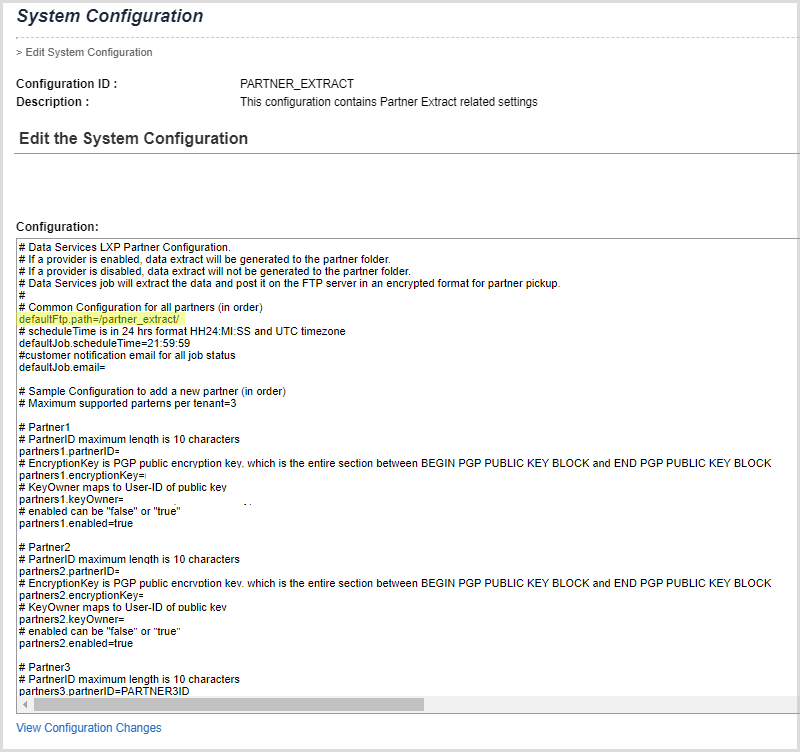 System Configuration
> Edit System Configuration
Configuration ID : PARTNER_EXTRACT
Description : This configuration contains Partner Extract related settings
Edit the System Configuration
Configuration:
# Data Services LXP Partner Configuration.
# If a provider is enabled, data extract will be generated to the partner folder.
# If a provider is disabled, data extract will not be generated to the partner folder.
# Data Services job will extract the data and post it on the FTP server in an encrypted format for partner pickup.
#
# Common Configuration for all partners (in order)
defaultFtp.path=/partner_extract/
# scheduleTime is in 24 hrs format HH24:MI:SS and UTC timezone
defaultJob.scheduleTime=21:59:59
#customer notification email for all job status
defaultJob.email=
# Sample Configuration to add a new partner (in order)
# Maximum supported parterns per tenant=3
# Partner1
# PartnerID maximum length is 10 characters
partners1.partnerID=
# EncryptionKey is PGP public encryption key, which is the entire section between BEGIN PGP PUBLIC KEY BLOCK and END PGP PUBLIC KEY BLOCK
partners1.encryptionKey=
# KeyOwner maps to User-ID of public key
partners1.keyOwner=
# enabled can be "false" or "true"
partners1.enabled=true
# Partner2
# PartnerID maximum length is 10 characters
partners2.partnerID=
# EncryptionKey is PGP public encryption key, which is the entire section between BEGIN PGP PUBLIC KEY BLOCK and END PGP PUBLIC KEY BLOCK
partners2.encryptionKey=
# KeyOwner maps to User-ID of public key
partners2.keyOwner=
# enabled can be "false" or "true"
partners2.enabled=true
# Partner3
# PartnerID maximum length is 10 characters
partners3.partnerID=PARTNER3ID
View Configuration Changes